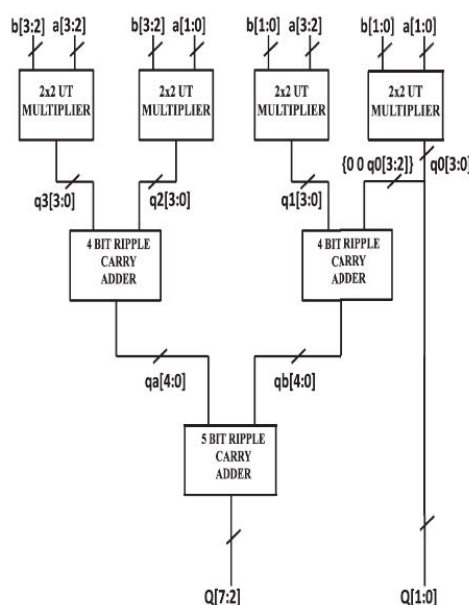 b[3:2] a[3:2] b[3:2] a[1:0] b[1:0] a[3:2] b[1:0] a[1:0]
2x2 UT
MULTIPLIER
2x2 UT
MULTIPLIER
2x2 UT
MULTIPLIER
2x2 UT
MULTIPLIER
{0 0 q0[3:2]} q0[3:0]
q3[3:0] q2[3:0] q1[3:0]
4 BIT RIPPLE
CARRY
ADDER
4 BIT RIPPLE
CARRY
ADDER
qa[4:0] qb[4:0]
5 BIT RIPPLE
CARRY
ADDER
Q[7:2] Q[1:0]